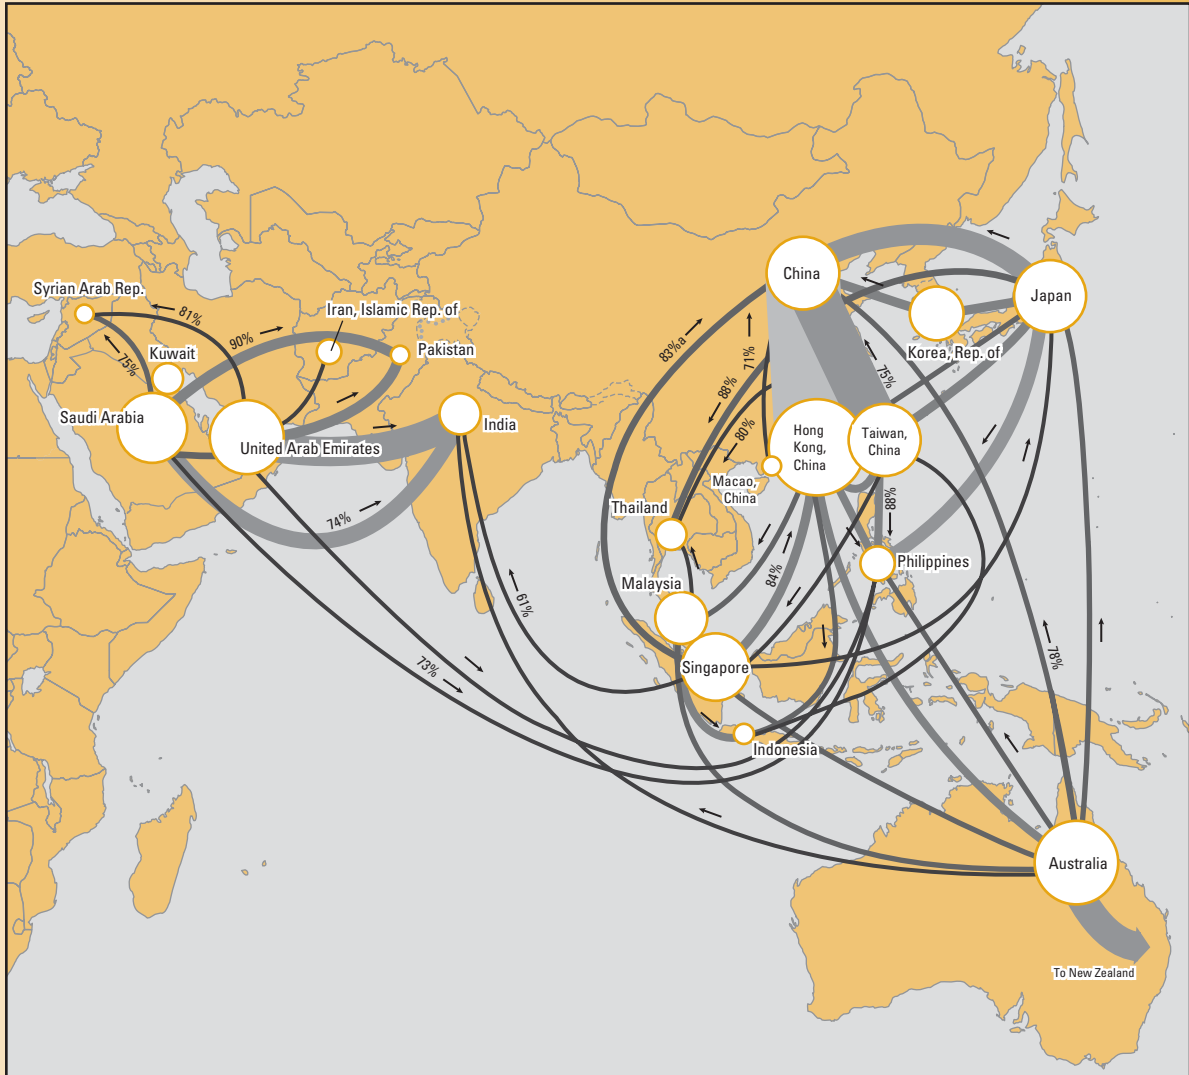 China
Japan
Korea, Rep. of
Syrian Arab Rep.
81%
90%
Iran, Islamic Rep. of
75%
Kuwait
Pakistan
83%a
71%
75%
88%
80%
Saudi Arabia
United Arab Emirates
India
Hong
Kong,
China
Taiwan,
China
Macao,
China
74%
Thailand
88%
Philippines
Malaysia
84%
61%
Singapore
73%
78%
Indonesia
Australia
To New Zealand